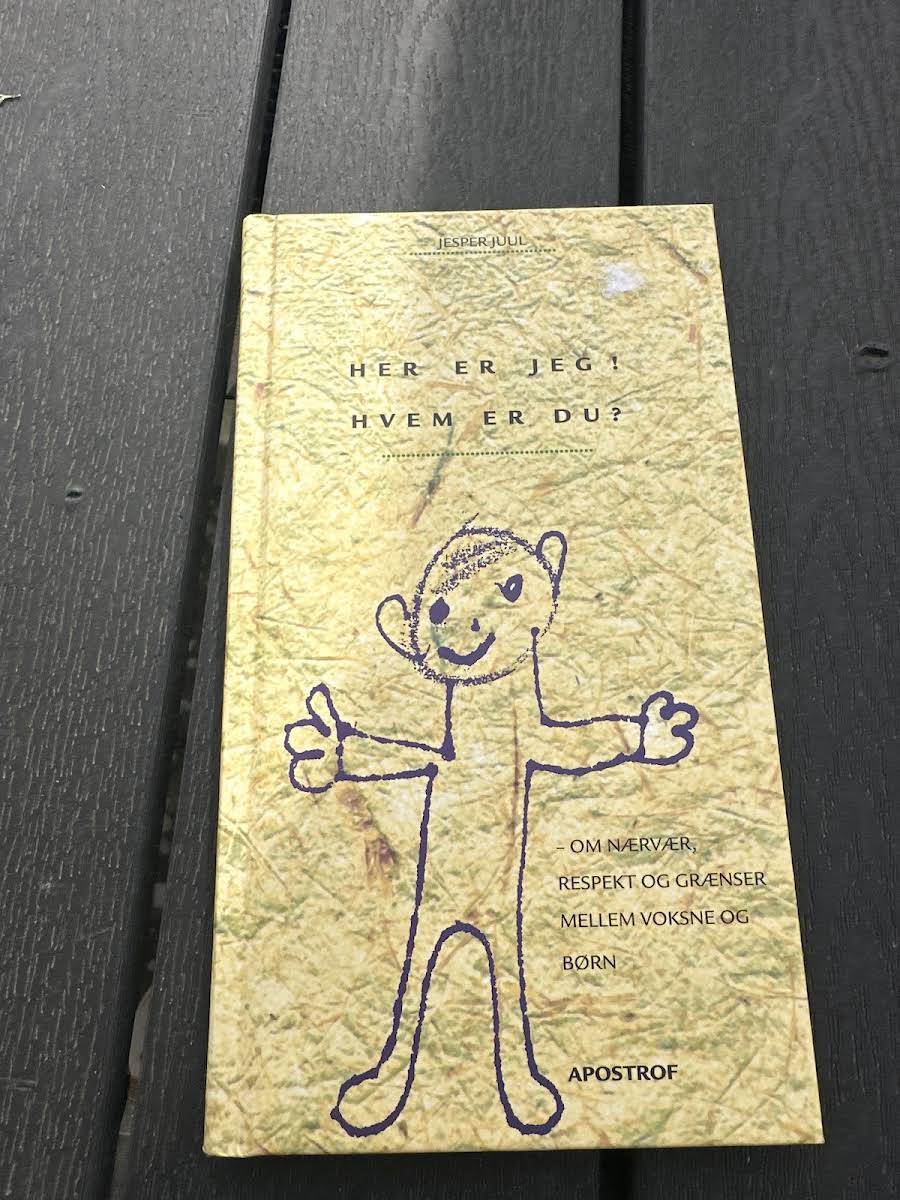 JESPER JUUL
HER ER JEG!
HVEM ER DU?
– OM NÆRVÆR,
RESPEKT OG GRÆNSER
MELLEM VOKSNE OG
BØRN
APOSTROF